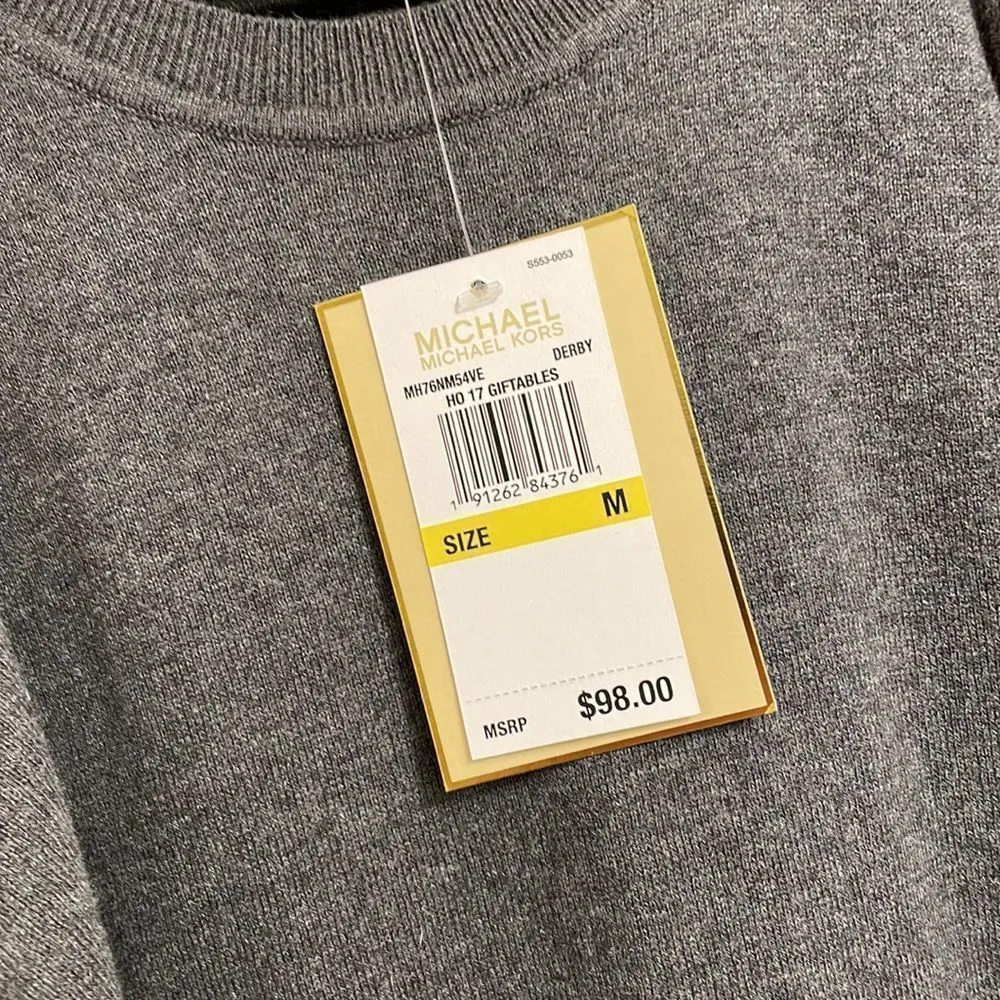 S553-0053
MICHAEL
MICHAEL KORS
MH76NM54VE DERBY
HO 17 GIFTABLES
1 91262 84376 1
SIZE M
MSRP $98.00